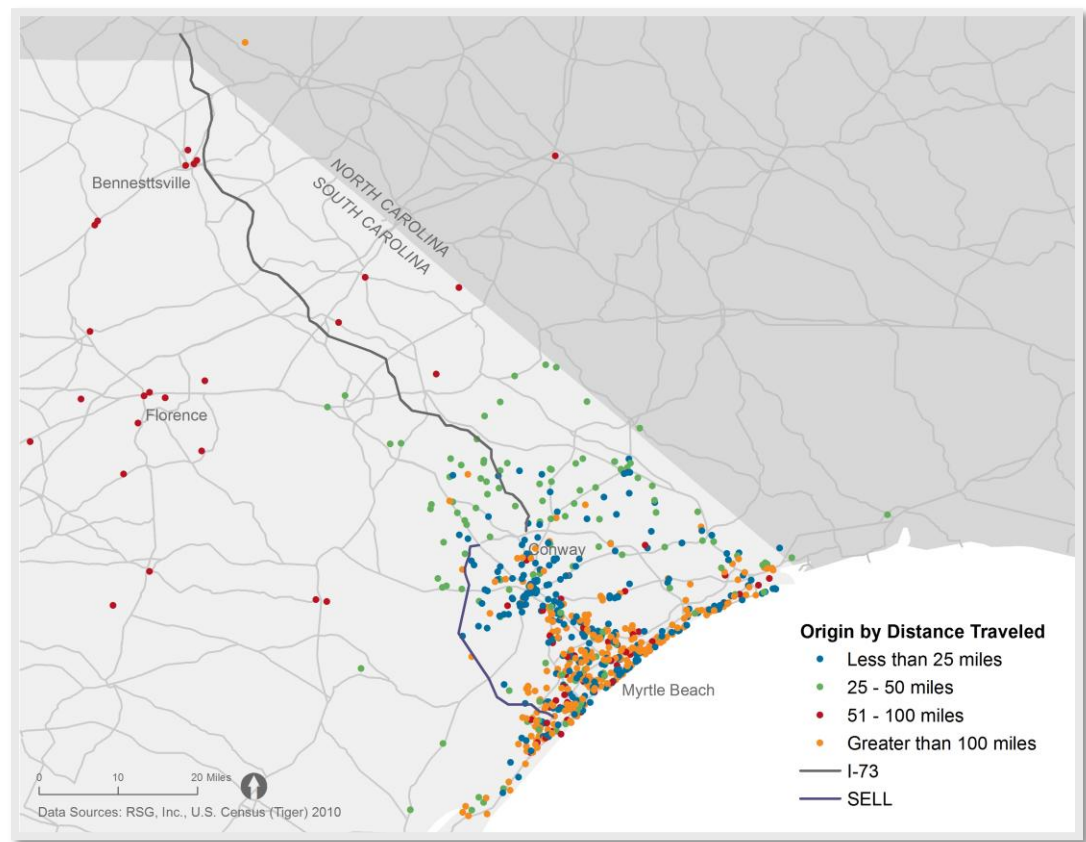 NORTH CAROLINA
SOUTH CAROLINA
Bennesttsville
Florence
Conway
Myrtle Beach
Origin by Distance Traveled
Less than 25 miles
25 - 50 miles
51 - 100 miles
Greater than 100 miles
I-73
SELL
0 10 20 Miles
Data Sources: RSG, Inc., U.S. Census (Tiger) 2010